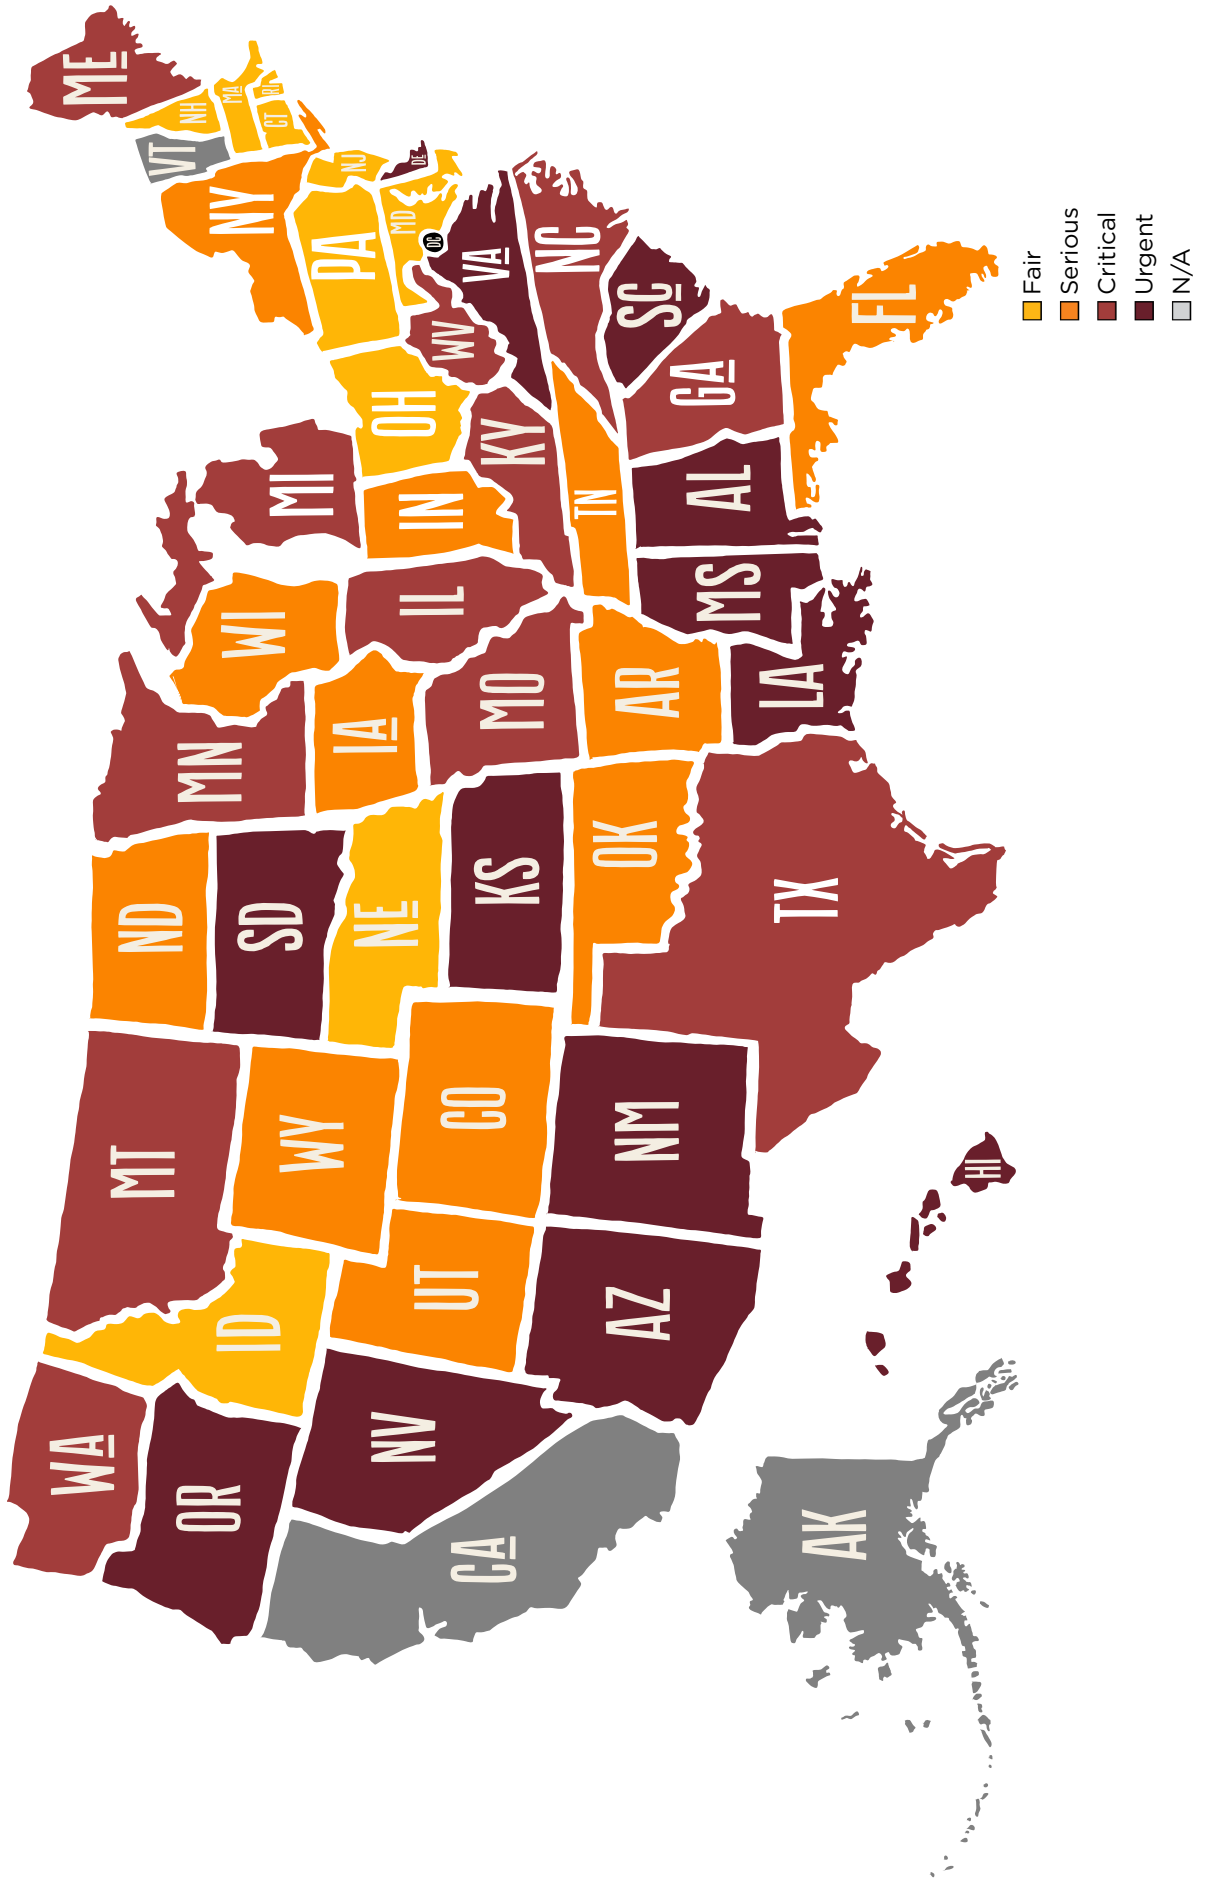 WA
OR
CA
NV
ID
MT
WY
UT
AZ
CO
NM
ND
SD
NE
KS
OK
TX
MN
IA
MO
AR
LA
WI
IL
MI
IN
OH
KY
TN
MS
AL
GA
FL
SC
NC
VA
WV
DC
MD
DE
PA
NJ
NY
CT
RI
MA
VT
NH
ME
AK
HI
Fair
Serious
Critical
Urgent
N/A